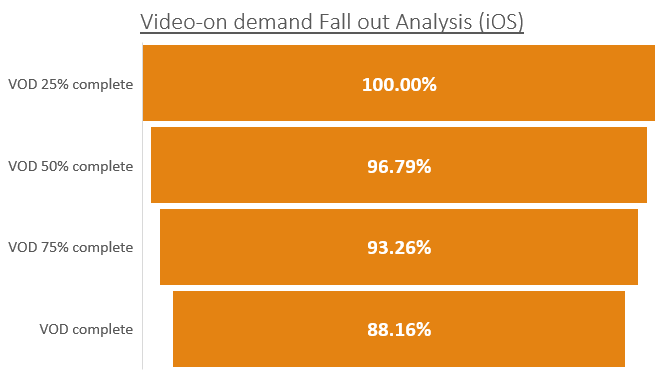 Video-on demand Fall out Analysis (iOS)
VOD 25% complete 100.00%
VOD 50% complete 96.79%
VOD 75% complete 93.26%
VOD complete 88.16%